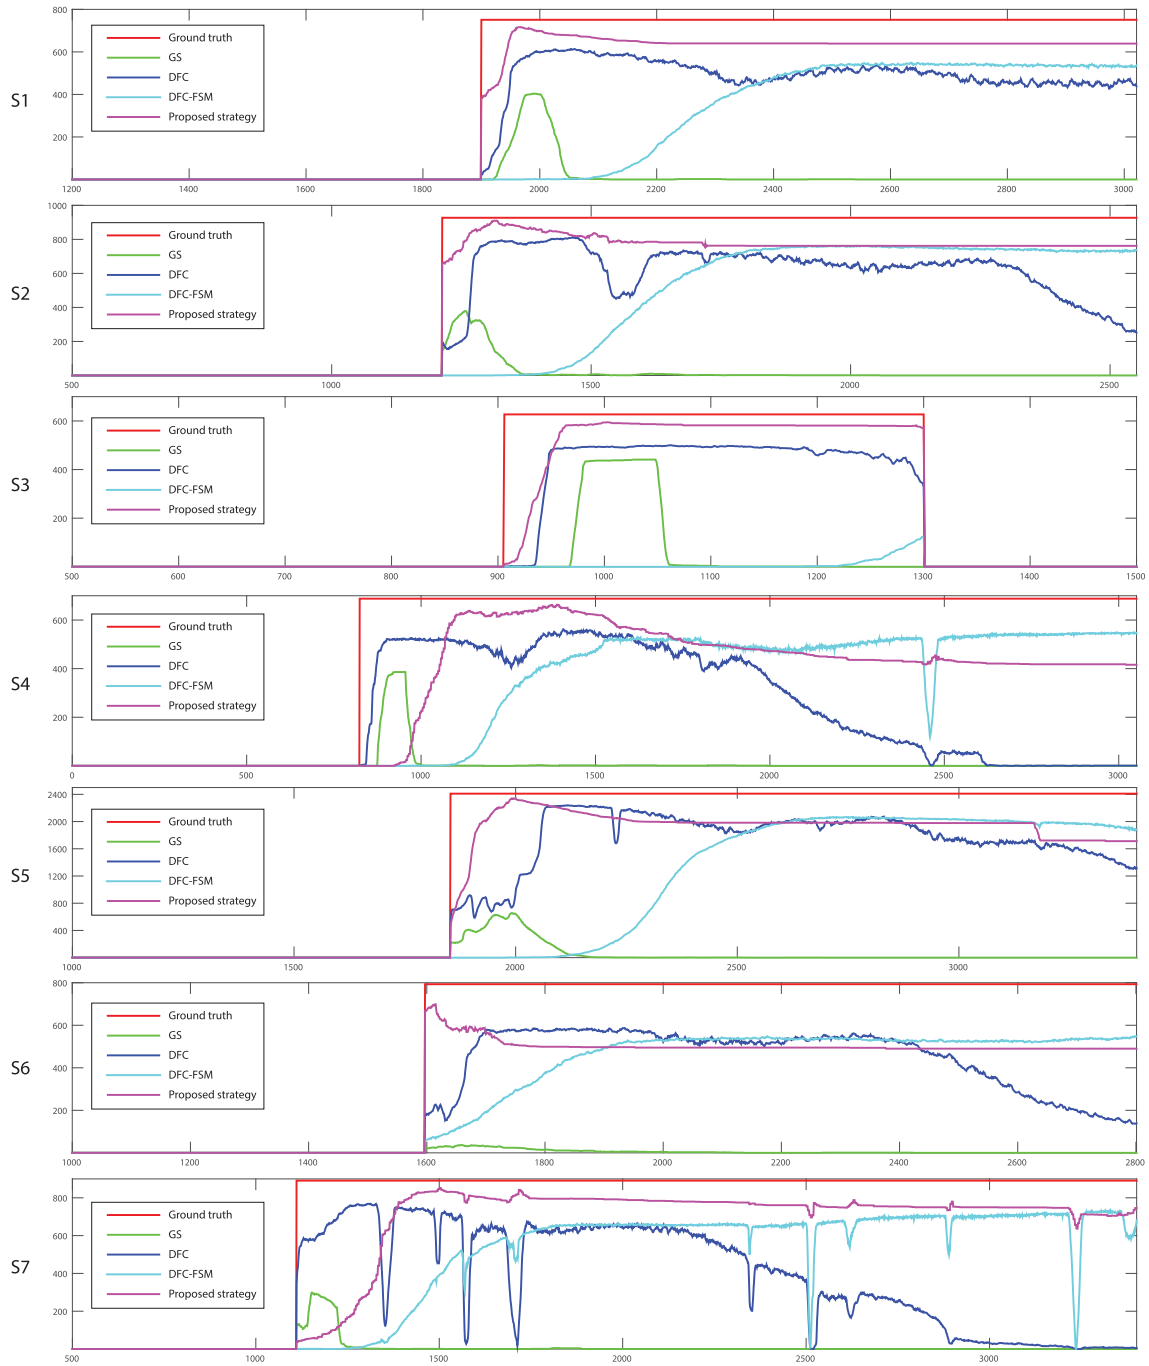 S1
800
600
400
200
Ground truth
GS
DFC
DFC-FSM
Proposed strategy
1200 1400 1600 1800 2000 2200 2400 2600 2800 3000
S2
1000
800
600
400
200
Ground truth
GS
DFC
DFC-FSM
Proposed strategy
500 1000 1500 2000 2500
S3
600
400
200
Ground truth
GS
DFC
DFC-FSM
Proposed strategy
500 600 700 800 900 1000 1100 1200 1300 1400 1500
S4
600
400
200
Ground truth
GS
DFC
DFC-FSM
Proposed strategy
0 500 1000 1500 2000 2500 3000
S5
2400
2000
1600
1200
800
400
Ground truth
GS
DFC
DFC-FSM
Proposed strategy
1000 1500 2000 2500 3000
S6
800
600
400
200
Ground truth
GS
DFC
DFC-FSM
Proposed strategy
1000 1200 1400 1600 1800 2000 2200 2400 2600 2800
S7
800
600
400
200
Ground truth
GS
DFC
DFC-FSM
Proposed strategy
500 1000 1500 2000 2500 3000